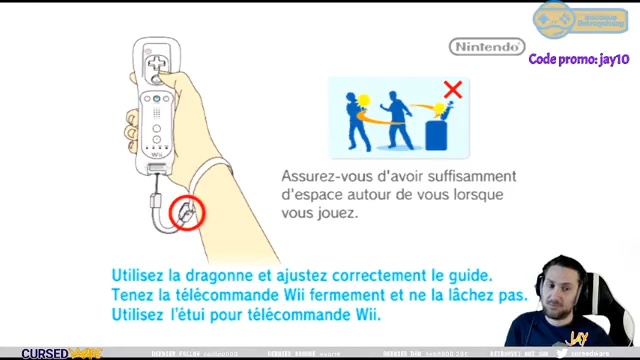 Nintendo
Code promo: jay10
Wii
Assurez-vous d'avoir suffisamment
d'espace autour de vous lorsque
vous jouez.
Utilisez la dragonne et ajustez correctement le guide.
Tenez la télécommande Wii fermement et ne la lâchez pas.
Utilisez l'étui pour télécommande Wii.
JAY
CURSED